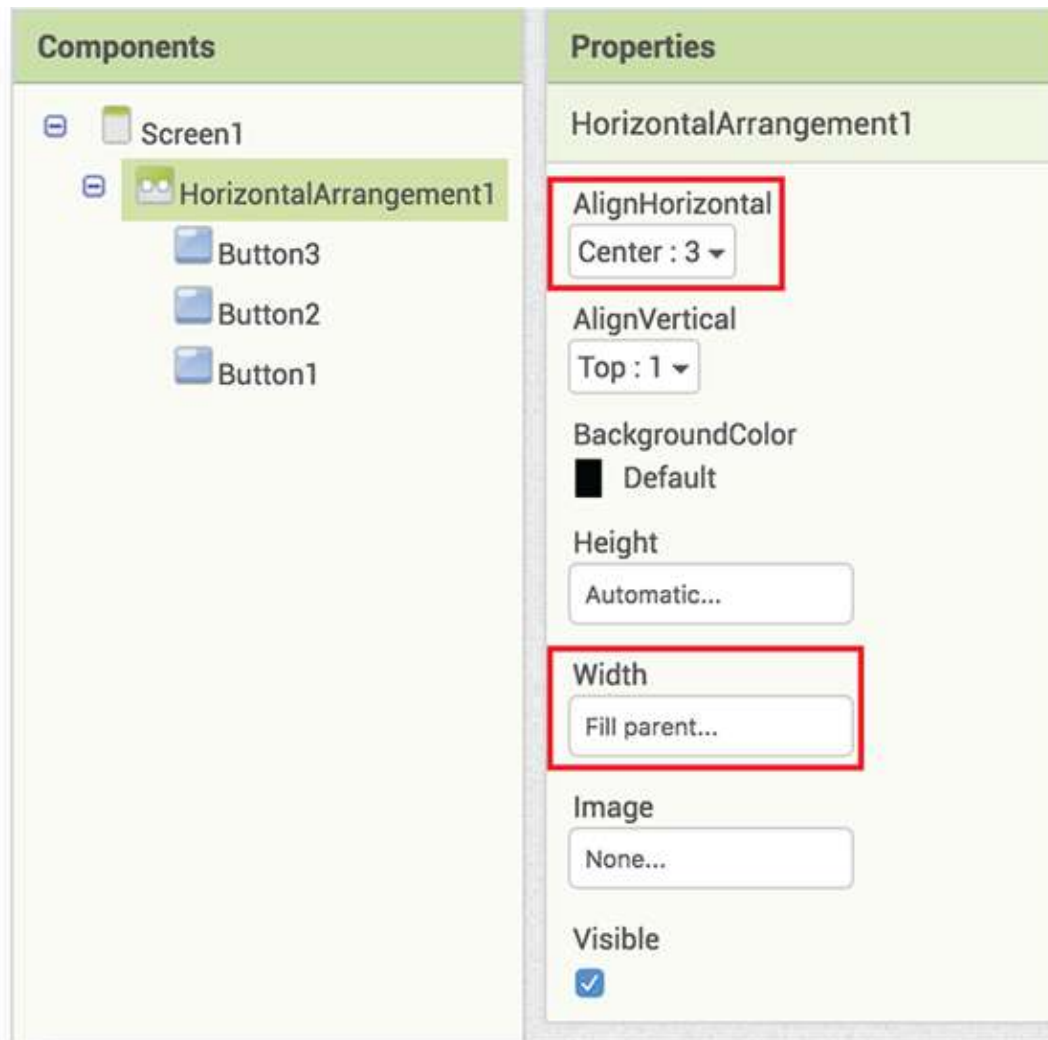 Components
Screen1
HorizontalArrangement1
Button3
Button2
Button1
Properties
HorizontalArrangement1
AlignHorizontal
Center : 3
AlignVertical
Top : 1
BackgroundColor
Default
Height
Automatic...
Width
Fill parent...
Image
None...
Visible